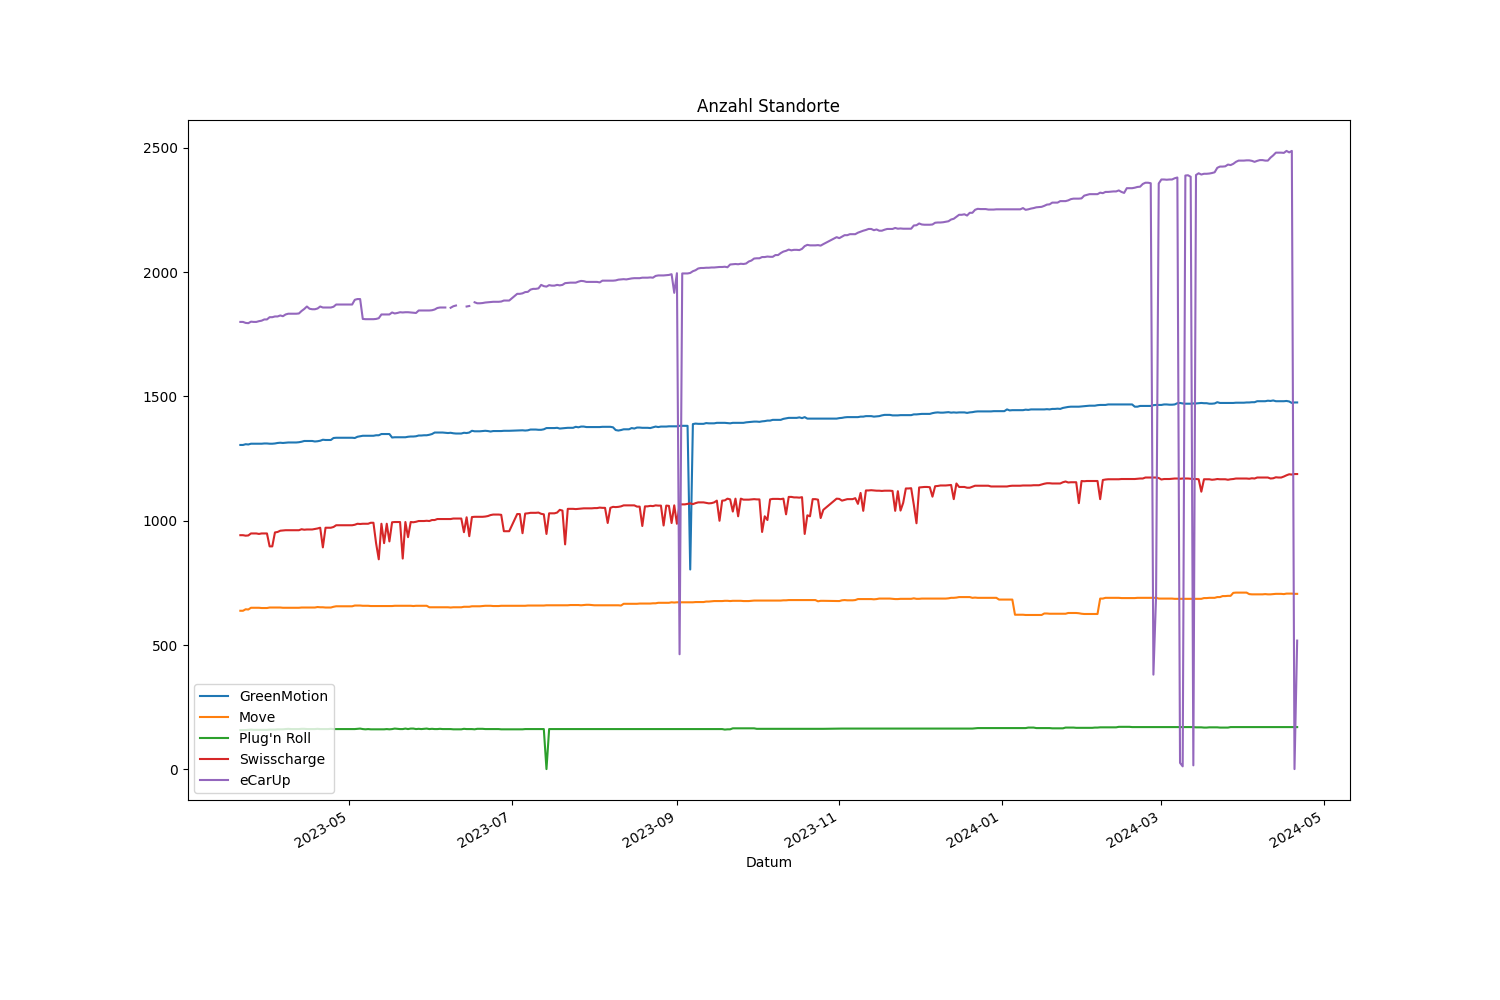 Anzahl Standorte
2500
2000
1500
1000
500
0
GreenMotion
Move
Plug'n Roll
Swisscharge
eCarUp
2023-05
2023-07
2023-09
2023-11
2024-01
2024-03
2024-05
Datum